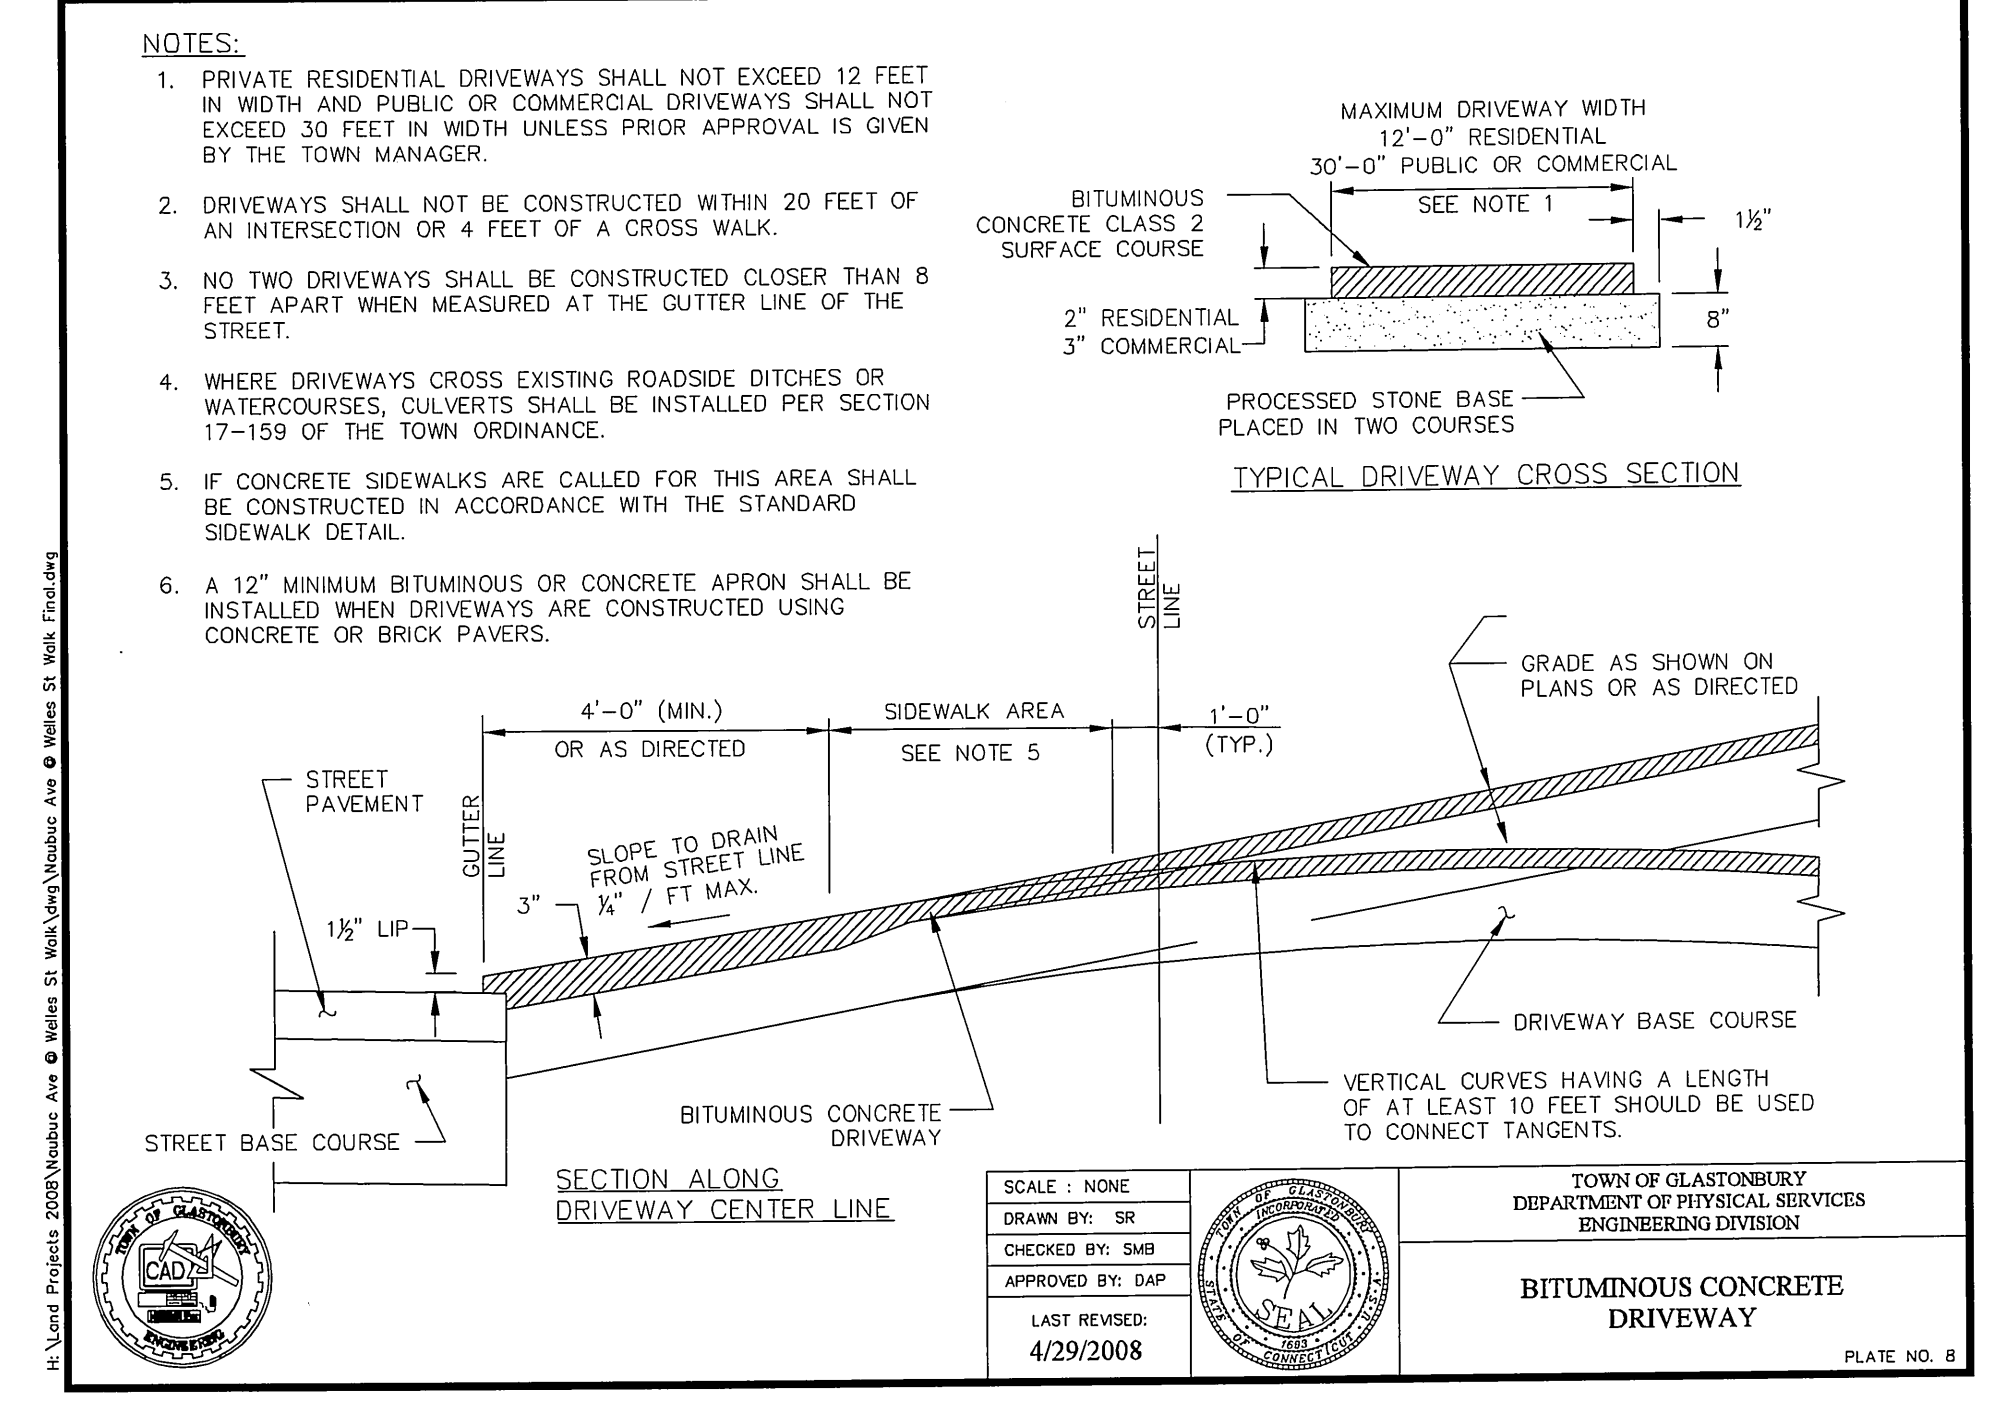 NOTES:
1. PRIVATE RESIDENTIAL DRIVEWAYS SHALL NOT EXCEED 12 FEET
IN WIDTH AND PUBLIC OR COMMERCIAL DRIVEWAYS SHALL NOT
EXCEED 30 FEET IN WIDTH UNLESS PRIOR APPROVAL IS GIVEN
BY THE TOWN MANAGER.
2. DRIVEWAYS SHALL NOT BE CONSTRUCTED WITHIN 20 FEET OF
AN INTERSECTION OR 4 FEET OF A CROSS WALK.
3. NO TWO DRIVEWAYS SHALL BE CONSTRUCTED CLOSER THAN 8
FEET APART WHEN MEASURED AT THE GUTTER LINE OF THE
STREET.
4. WHERE DRIVEWAYS CROSS EXISTING ROADSIDE DITCHES OR
WATERCOURSES, CULVERTS SHALL BE INSTALLED PER SECTION
17-159 OF THE TOWN ORDINANCE.
5. IF CONCRETE SIDEWALKS ARE CALLED FOR THIS AREA SHALL
BE CONSTRUCTED IN ACCORDANCE WITH THE STANDARD
SIDEWALK DETAIL.
6. A 12" MINIMUM BITUMINOUS OR CONCRETE APRON SHALL BE
INSTALLED WHEN DRIVEWAYS ARE CONSTRUCTED USING
CONCRETE OR BRICK PAVERS.
MAXIMUM DRIVEWAY WIDTH
12'-0" RESIDENTIAL
30'-0" PUBLIC OR COMMERCIAL
SEE NOTE 1
BITUMINOUS
CONCRETE CLASS 2
SURFACE COURSE
1½"
2" RESIDENTIAL
3" COMMERCIAL
8"
PROCESSED STONE BASE
PLACED IN TWO COURSES
TYPICAL DRIVEWAY CROSS SECTION
STREET
LINE
GRADE AS SHOWN ON
PLANS OR AS DIRECTED
4'-0" (MIN.)
OR AS DIRECTED
SIDEWALK AREA
SEE NOTE 5
1'-0"
(TYP.)
STREET
PAVEMENT
GUTTER
LINE
SLOPE TO DRAIN
FROM STREET LINE
¼" / FT MAX.
3"
1½" LIP
DRIVEWAY BASE COURSE
VERTICAL CURVES HAVING A LENGTH
OF AT LEAST 10 FEET SHOULD BE USED
TO CONNECT TANGENTS.
BITUMINOUS CONCRETE
DRIVEWAY
STREET BASE COURSE
SECTION ALONG
DRIVEWAY CENTER LINE
H:\Land Projects 2008\Naubuc Ave @ Welles St Walk\dwg\Naubuc Ave @ Welles St Walk Final.dwg
TOWN OF GLASTONBURY
CAD
ENGINEERING
SCALE : NONE
DRAWN BY: SR
CHECKED BY: SMB
APPROVED BY: DAP
LAST REVISED:
4/29/2008
TOWN OF GLASTONBURY
INCORPORATED
SEAL
1693
STATE OF CONNECTICUT U.S.A.
TOWN OF GLASTONBURY
DEPARTMENT OF PHYSICAL SERVICES
ENGINEERING DIVISION
BITUMINOUS CONCRETE
DRIVEWAY
PLATE NO. 8